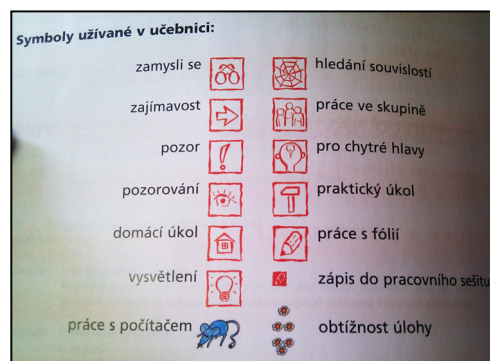 Symboly užívané v učebnici:
zamysli se
hledání souvislostí
zajímavost
práce ve skupině
pozor
pro chytré hlavy
pozorování
praktický úkol
domácí úkol
práce s fólií
vysvětlení
zápis do pracovního sešitu
práce s počítačem
obtížnost úlohy